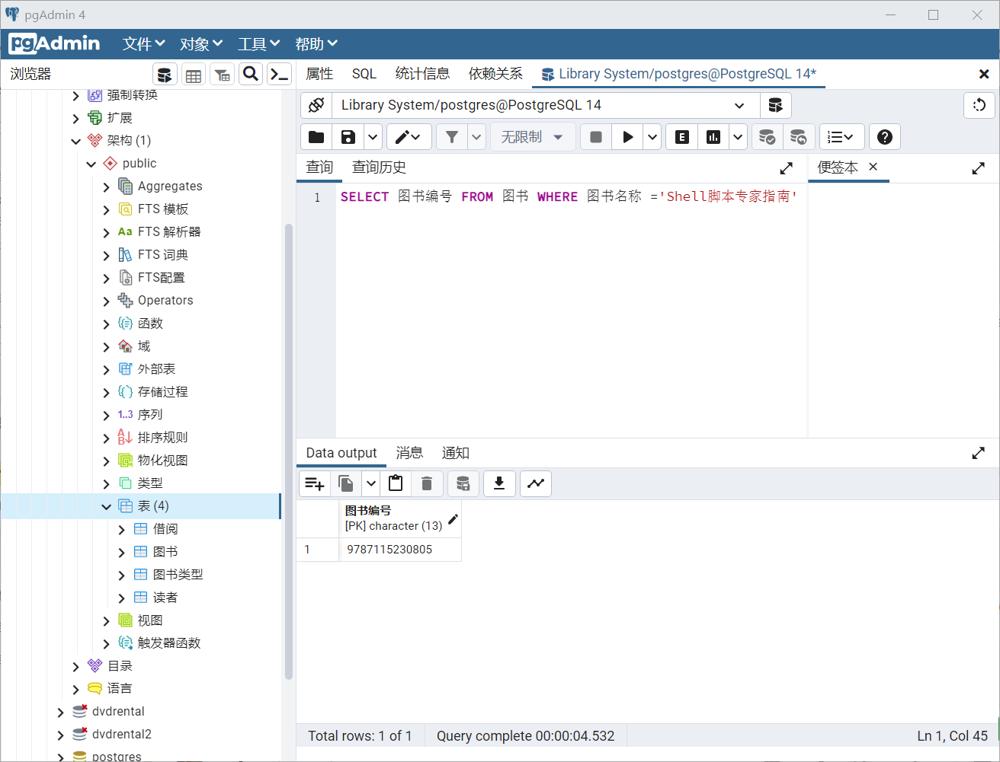 pgAdmin 4
pgAdmin 文件 对象 工具 帮助
浏览器
属性 SQL 统计信息 依赖关系 Library System/postgres@PostgreSQL 14*
强制转换
扩展
架构 (1)
public
Aggregates
FTS 模板
Aa FTS 解析器
FTS 词典
FTS配置
Operators
函数
域
外部表
存储过程
1..3 序列
排序规则
物化视图
类型
表 (4)
借阅
图书
图书类型
读者
视图
触发器函数
目录
语言
dvdrental
dvdrental2
postgres
Library System/postgres@PostgreSQL 14
无限制
E
查询 查询历史
便签本
1 SELECT 图书编号 FROM 图书 WHERE 图书名称 ='Shell脚本专家指南'
Data output 消息 通知
图书编号
[PK] character (13)
1 9787115230805
Total rows: 1 of 1 Query complete 00:00:04.532 Ln 1, Col 45